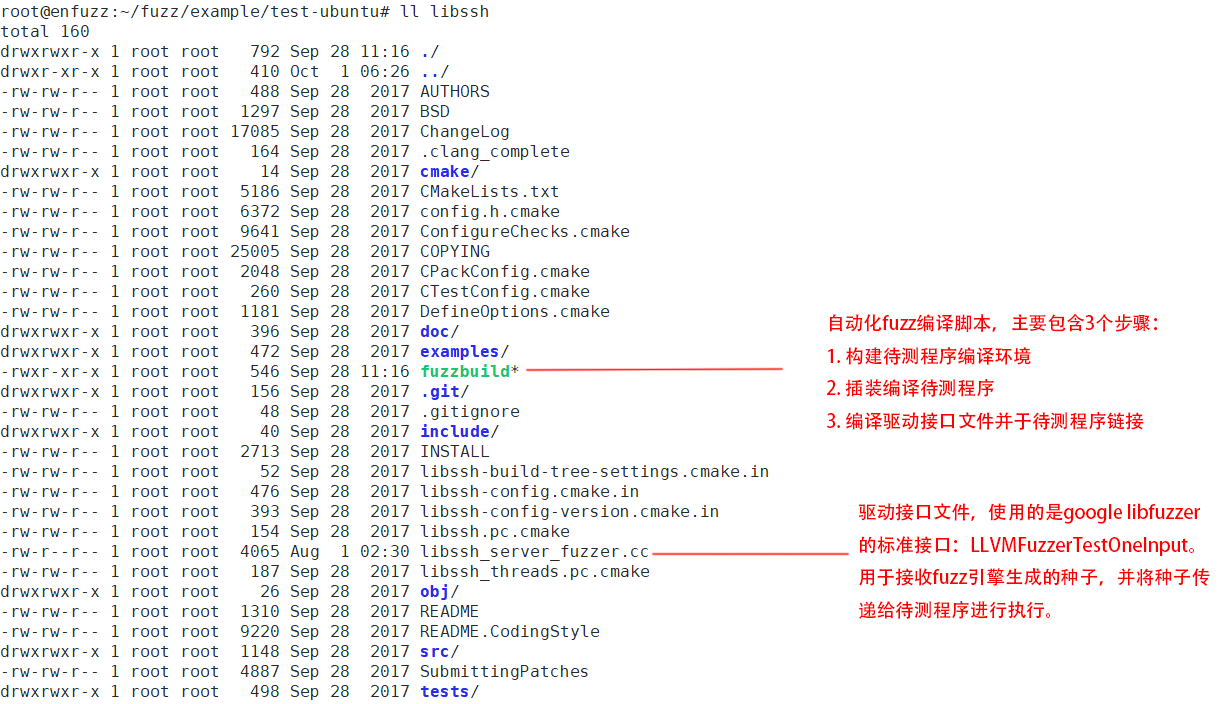 root@enfuzz:~/fuzz/example/test-ubuntu# ll libssh
total 160
drwxrwxr-x 1 root root   792 Sep 28 11:16 ./
drwxr-xr-x 1 root root   410 Oct  1 06:26 ../
-rw-rw-r-- 1 root root   488 Sep 28  2017 AUTHORS
-rw-rw-r-- 1 root root  1297 Sep 28  2017 BSD
-rw-rw-r-- 1 root root 17085 Sep 28  2017 ChangeLog
-rw-rw-r-- 1 root root   164 Sep 28  2017 .clang_complete
drwxrwxr-x 1 root root    14 Sep 28  2017 cmake/
-rw-rw-r-- 1 root root  5186 Sep 28  2017 CMakeLists.txt
-rw-rw-r-- 1 root root  6372 Sep 28  2017 config.h.cmake
-rw-rw-r-- 1 root root  9641 Sep 28  2017 ConfigureChecks.cmake
-rw-rw-r-- 1 root root 25005 Sep 28  2017 COPYING
-rw-rw-r-- 1 root root  2048 Sep 28  2017 CPackConfig.cmake
-rw-rw-r-- 1 root root   260 Sep 28  2017 CTestConfig.cmake
-rw-rw-r-- 1 root root  1181 Sep 28  2017 DefineOptions.cmake
drwxrwxr-x 1 root root   396 Sep 28  2017 doc/
drwxrwxr-x 1 root root   472 Sep 28  2017 examples/
-rwxr-xr-x 1 root root   546 Sep 28 11:16 fuzzbuild*
drwxrwxr-x 1 root root   156 Sep 28  2017 .git/
-rw-rw-r-- 1 root root    48 Sep 28  2017 .gitignore
drwxrwxr-x 1 root root    40 Sep 28  2017 include/
-rw-rw-r-- 1 root root  2713 Sep 28  2017 INSTALL
-rw-rw-r-- 1 root root    52 Sep 28  2017 libssh-build-tree-settings.cmake.in
-rw-rw-r-- 1 root root   476 Sep 28  2017 libssh-config.cmake.in
-rw-rw-r-- 1 root root   393 Sep 28  2017 libssh-config-version.cmake.in
-rw-rw-r-- 1 root root   154 Sep 28  2017 libssh.pc.cmake
-rw-r--r-- 1 root root  4065 Aug  1 02:30 libssh_server_fuzzer.cc
-rw-rw-r-- 1 root root   187 Sep 28  2017 libssh_threads.pc.cmake
drwxrwxr-x 1 root root    26 Sep 28  2017 obj/
-rw-rw-r-- 1 root root  1310 Sep 28  2017 README
-rw-rw-r-- 1 root root  9220 Sep 28  2017 README.CodingStyle
drwxrwxr-x 1 root root  1148 Sep 28  2017 src/
-rw-rw-r-- 1 root root  4887 Sep 28  2017 SubmittingPatches
drwxrwxr-x 1 root root   498 Sep 28  2017 tests/
自动化fuzz编译脚本，主要包含3个步骤：
1. 构建待测程序编译环境
2. 插装编译待测程序
3. 编译驱动接口文件并于待测程序链接
驱动接口文件，使用的是google libfuzzer
的标准接口：LLVMFuzzerTestOneInput。
用于接收fuzz引擎生成的种子，并将种子传
递给待测程序进行执行。